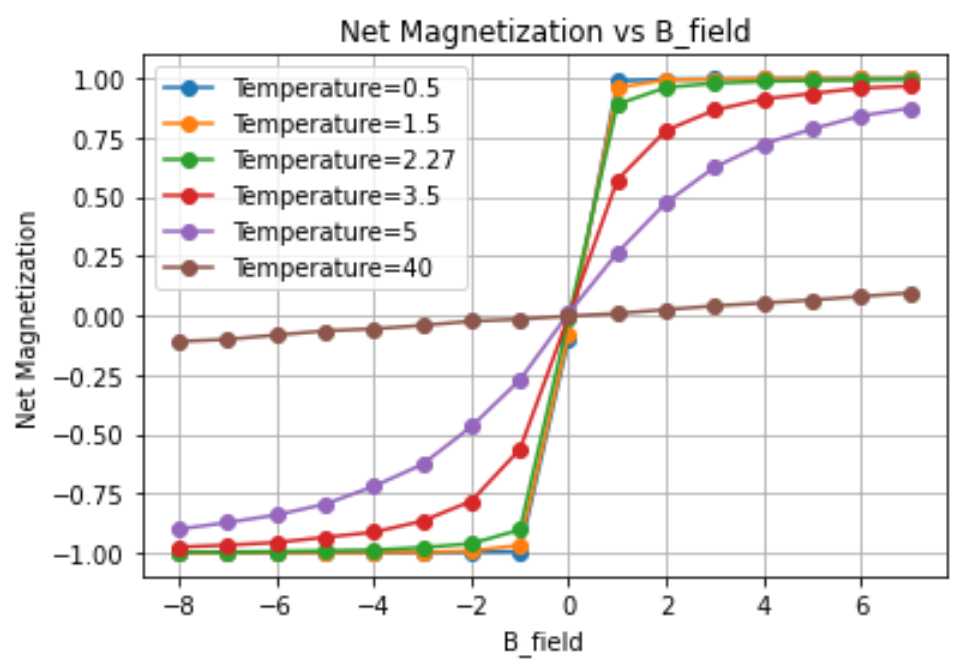 Net Magnetization vs B_field
1.00
0.75
0.50
0.25
0.00
−0.25
−0.50
−0.75
−1.00
Net Magnetization
Temperature=0.5
Temperature=1.5
Temperature=2.27
Temperature=3.5
Temperature=5
Temperature=40
−8 −6 −4 −2 0 2 4 6
B_field